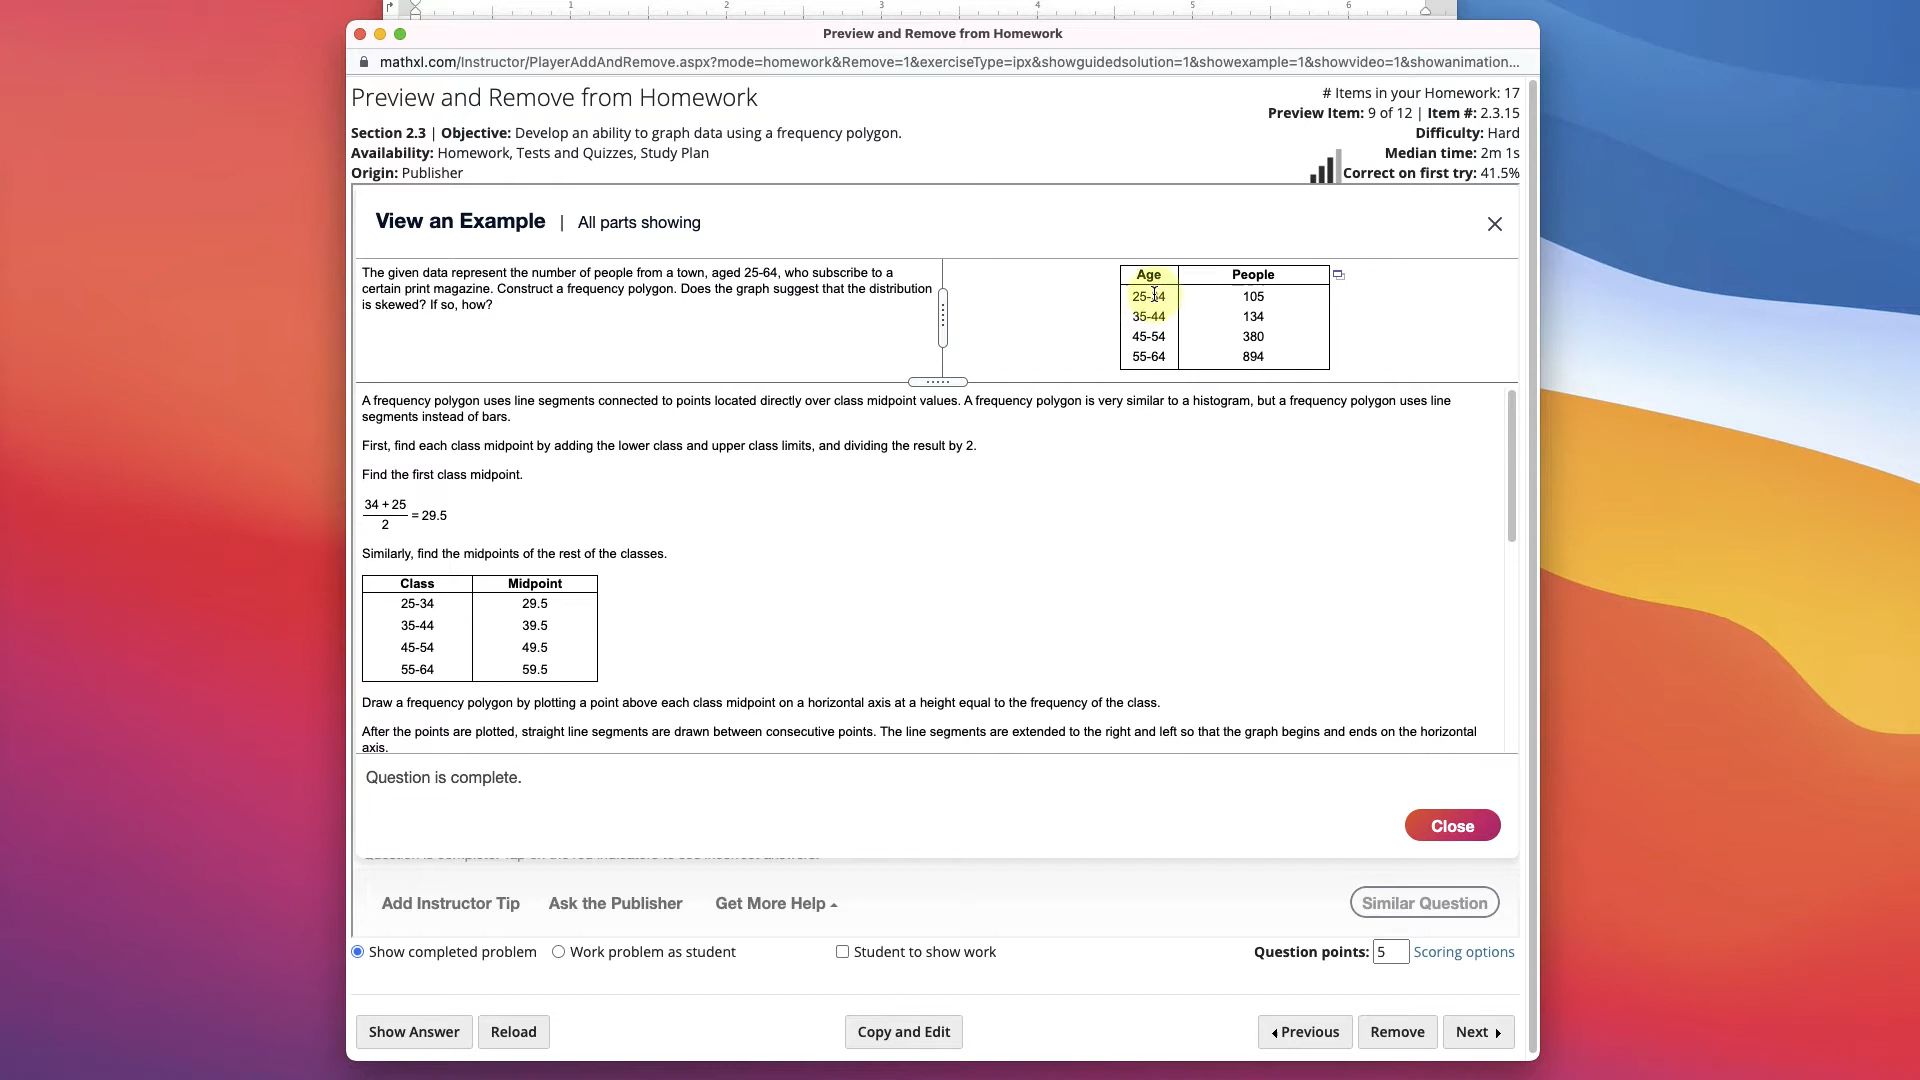 1 2 3 4 5 6
Preview and Remove from Homework
mathxl.com/Instructor/PlayerAddAndRemove.aspx?mode=homework&Remove=1&exerciseType=ipx&showguidedsolution=1&showexample=1&showvideo=1&showanimation...
Preview and Remove from Homework
# Items in your Homework: 17
Preview Item: 9 of 12 | Item #: 2.3.15
Section 2.3 | Objective: Develop an ability to graph data using a frequency polygon.
Difficulty: Hard
Availability: Homework, Tests and Quizzes, Study Plan
Median time: 2m 1s
Origin: Publisher
Correct on first try: 41.5%
View an Example | All parts showing
The given data represent the number of people from a town, aged 25-64, who subscribe to a
certain print magazine. Construct a frequency polygon. Does the graph suggest that the distribution
is skewed? If so, how?
Age People
25-34 105
35-44 134
45-54 380
55-64 894
A frequency polygon uses line segments connected to points located directly over class midpoint values. A frequency polygon is very similar to a histogram, but a frequency polygon uses line
segments instead of bars.
First, find each class midpoint by adding the lower class and upper class limits, and dividing the result by 2.
Find the first class midpoint.
34 + 25
2
= 29.5
Similarly, find the midpoints of the rest of the classes.
Class Midpoint
25-34 29.5
35-44 39.5
45-54 49.5
55-64 59.5
Draw a frequency polygon by plotting a point above each class midpoint on a horizontal axis at a height equal to the frequency of the class.
After the points are plotted, straight line segments are drawn between consecutive points. The line segments are extended to the right and left so that the graph begins and ends on the horizontal
axis.
Question is complete.
Close
Add Instructor Tip Ask the Publisher Get More Help
Similar Question
Show completed problem Work problem as student Student to show work Question points: 5 Scoring options
Show Answer Reload Copy and Edit Previous Remove Next